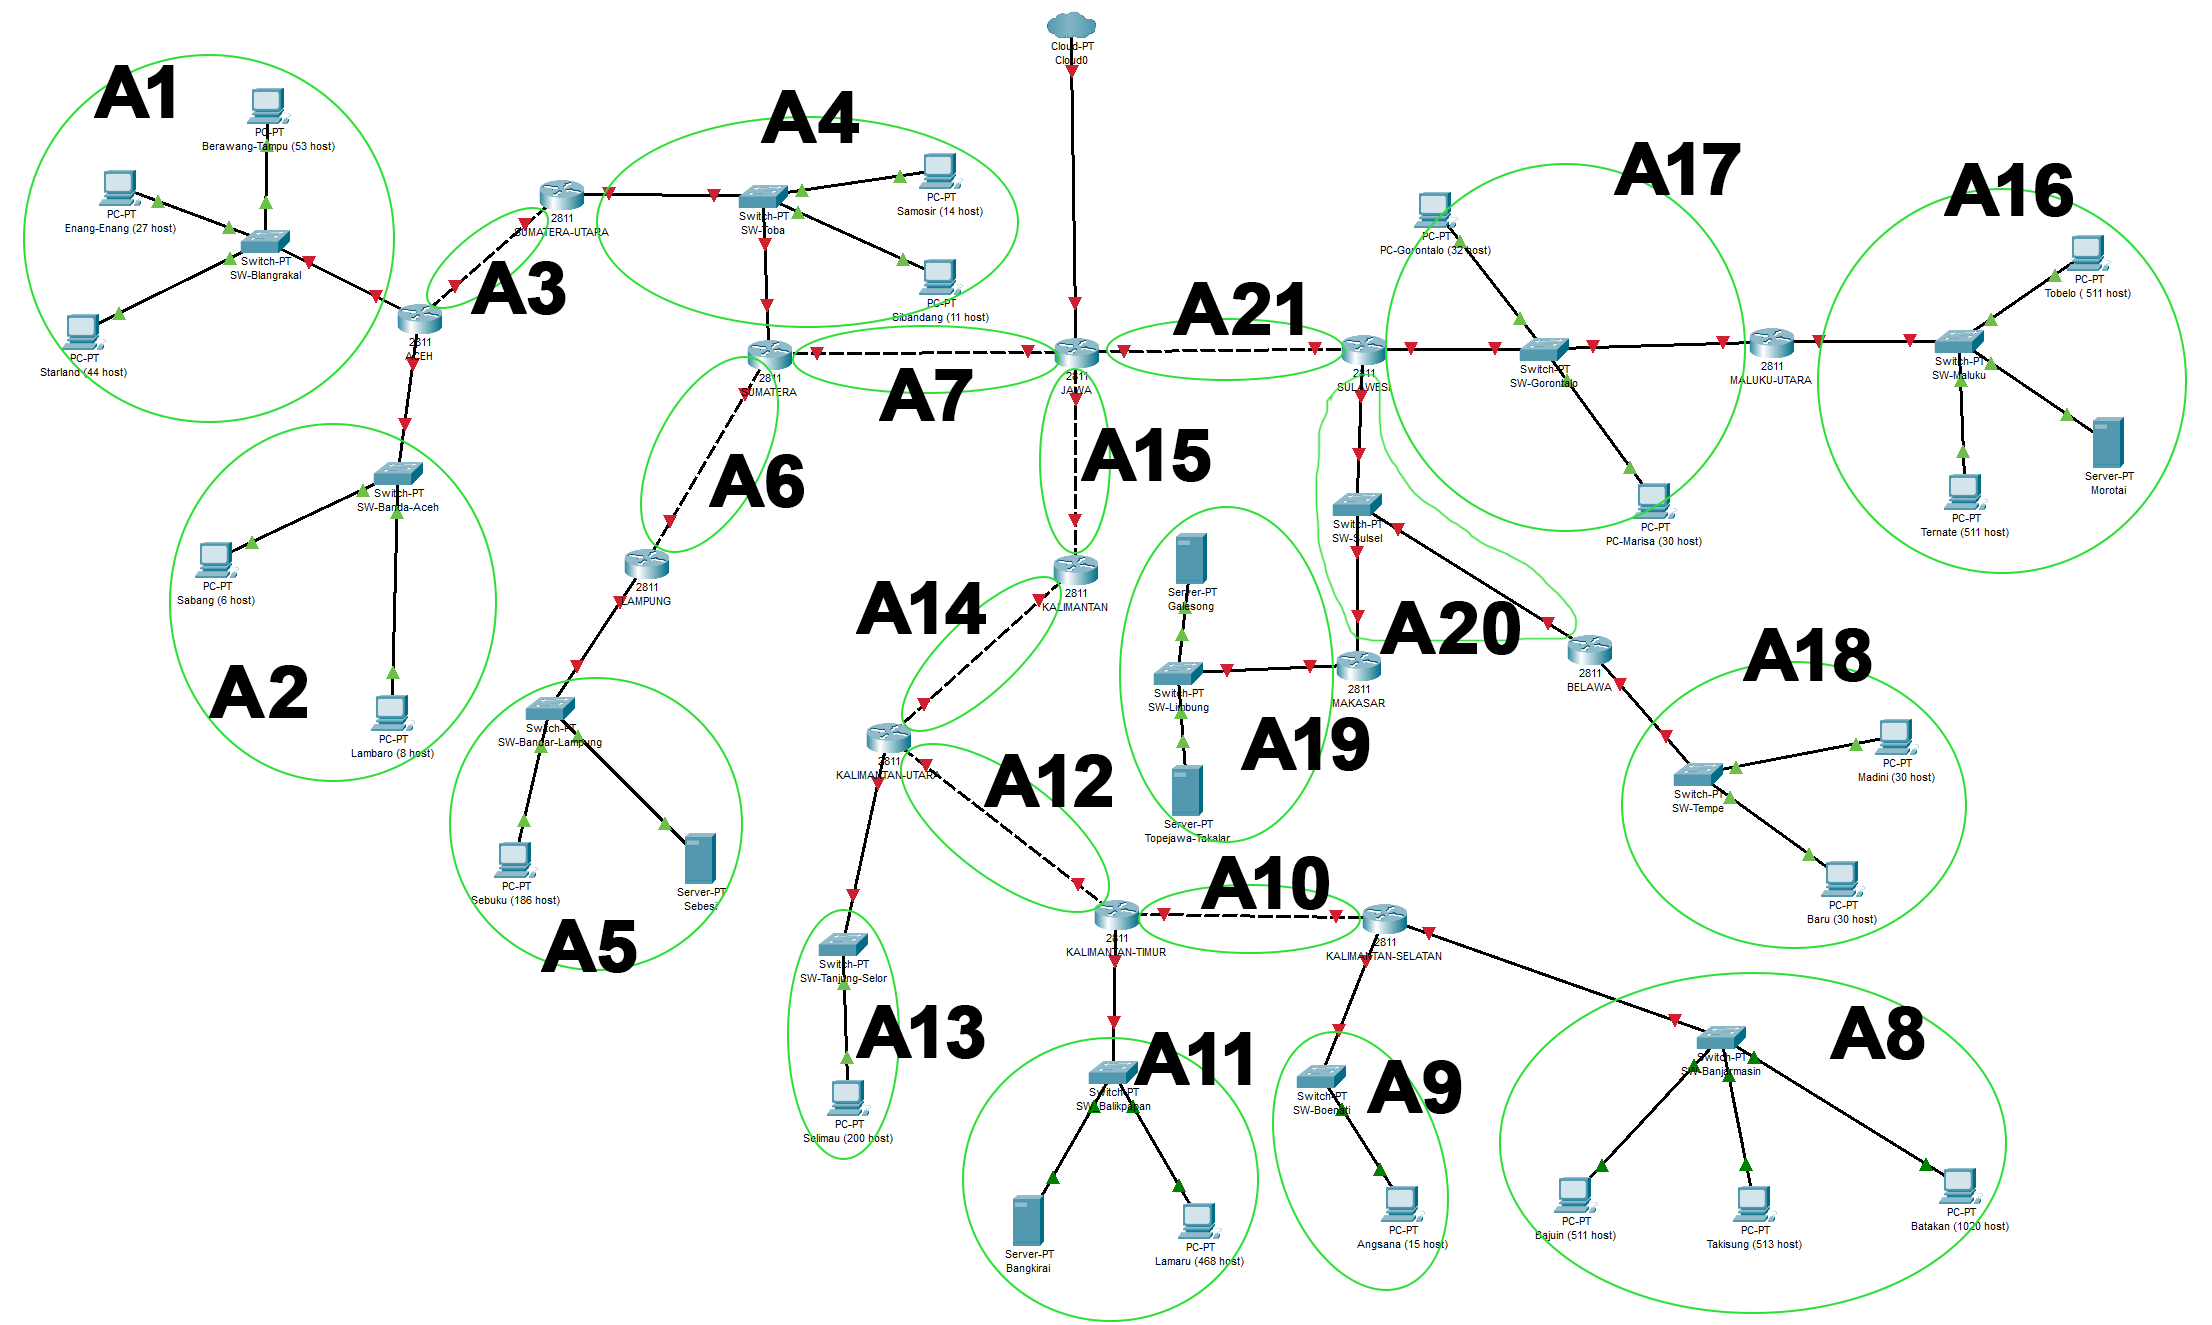 Cloud-PT
Cloud0
A1
PC-PT
Berawang-Tampu (53 host)
PC-PT
Enang-Enang (27 host)
Switch-PT
SW-Blangrakal
PC-PT
Starland (44 host)
2811
ACEH
A2
Switch-PT
SW-Banda-Aceh
PC-PT
Sabang (6 host)
PC-PT
Lambaro (8 host)
A3
2811
SUMATERA-UTARA
A4
Switch-PT
SW-Toba
PC-PT
Samosir (14 host)
PC-PT
Sibandang (11 host)
2811
SUMATERA
A7
2811
JAWA
A6
2811
LAMPUNG
Switch-PT
SW-Bandar-Lampung
PC-PT
Sebuku (186 host)
Server-PT
Sebesi
A5
A21
2811
SULAWESI
A15
2811
KALIMANTAN
A14
2811
KALIMANTAN-UTARA
A12
Switch-PT
SW-Tanjung-Selor
A13
PC-PT
Selimau (200 host)
2811
KALIMANTAN-TIMUR
A10
2811
KALIMANTAN-SELATAN
A11
Switch-PT
SW_Balikpapan
Server-PT
Bangkirai
PC-PT
Lamaru (468 host)
A9
Switch-PT
SW-Boenati
PC-PT
Angsana (15 host)
A8
Switch-PT
SW-Banjarmasin
PC-PT
Bajuin (511 host)
PC-PT
Takisung (513 host)
PC-PT
Batakan (1020 host)
A17
PC-PT
PC-Gorontalo (32 host)
Switch-PT
SW-Gorontalo
PC-PT
PC-Marisa (30 host)
2811
MALUKU-UTARA
A16
PC-PT
Tobelo ( 511 host)
Switch-PT
SW-Maluku
Server-PT
Morotai
PC-PT
Ternate (511 host)
Switch-PT
SW-Sulsel
A20
2811
MAKASAR
2811
BELAWA
Server-PT
Galesong
Switch-PT
SW-Limbung
A19
Server-PT
Topejawa-Takalar
A18
Switch-PT
SW-Tempe
PC-PT
Madini (30 host)
PC-PT
Baru (30 host)